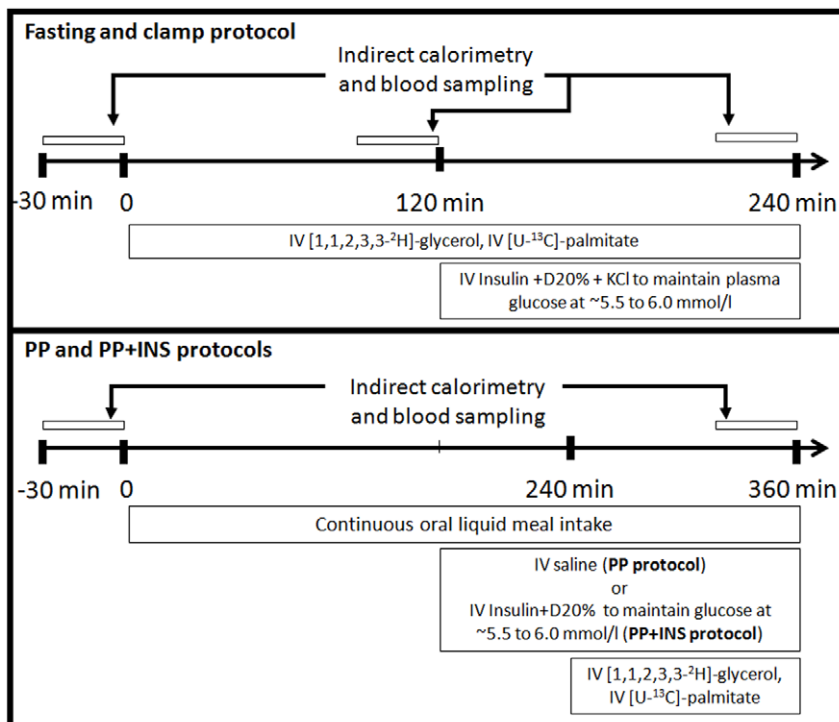 Fasting and clamp protocol
Indirect calorimetry
and blood sampling
-30 min 0 120 min 240 min
IV [1,1,2,3,3-²H]-glycerol, IV [U-¹³C]-palmitate
IV Insulin +D20% + KCl to maintain plasma
glucose at ~5.5 to 6.0 mmol/l
PP and PP+INS protocols
Indirect calorimetry
and blood sampling
-30 min 0 240 min 360 min
Continuous oral liquid meal intake
IV saline (PP protocol)
or
IV Insulin+D20% to maintain glucose at
~5.5 to 6.0 mmol/l (PP+INS protocol)
IV [1,1,2,3,3-²H]-glycerol,
IV [U-¹³C]-palmitate